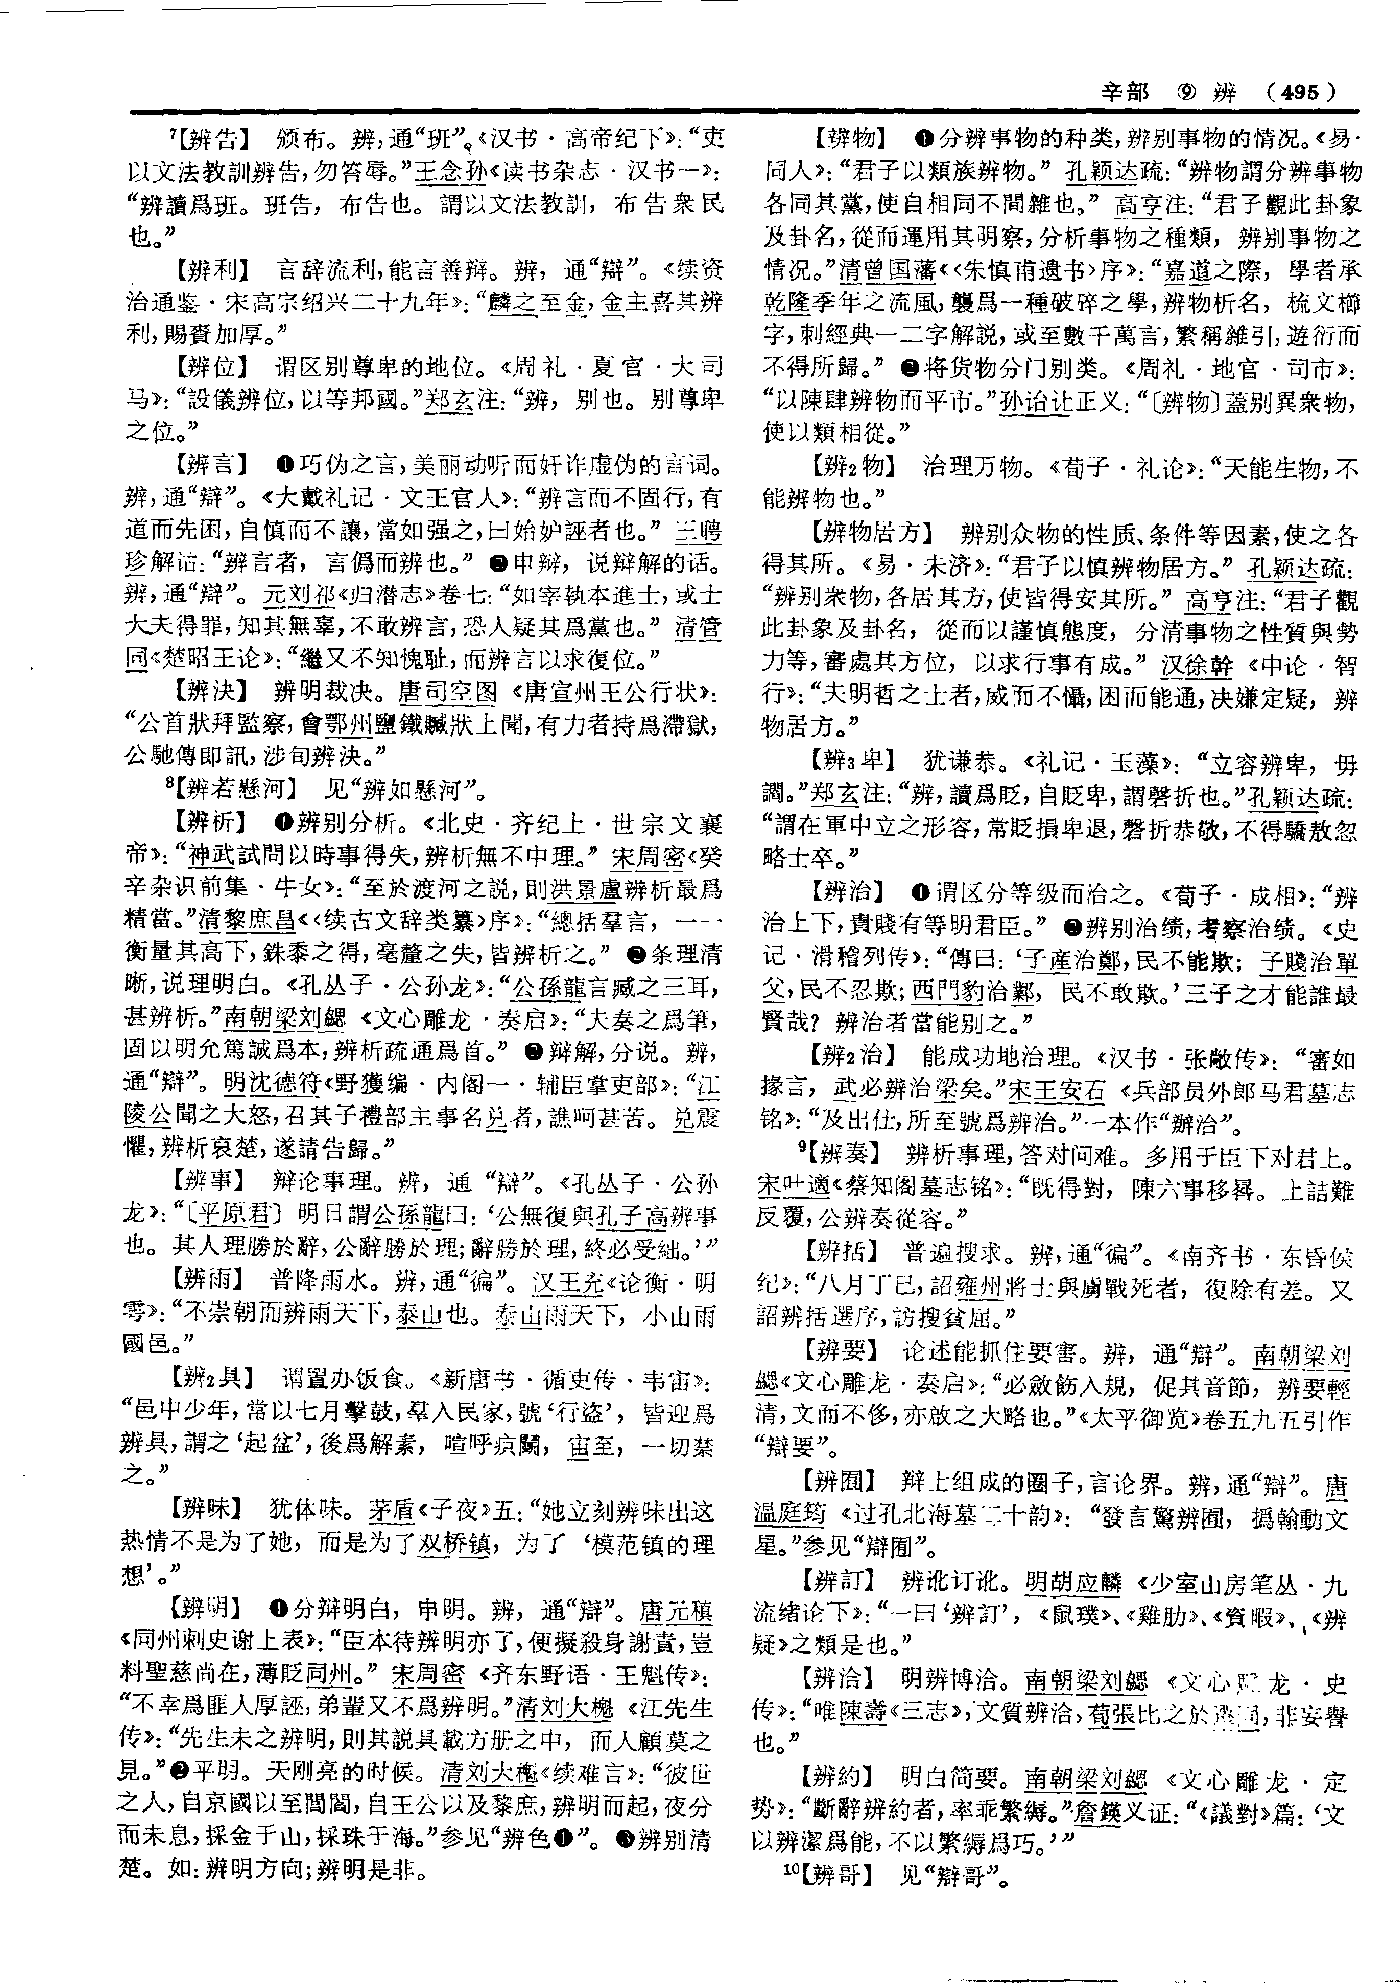 辛部 ⑨ 辨 (495)
⁷【辨告】 颁布。辨,通“班”。《汉书·高帝纪下》:“吏
以文法教訓辨告,勿笞辱。”王念孙《读书杂志·汉书一》:
“辨讀爲班。班告,布告也。謂以文法教訓,布告衆民
也。”
【辨利】 言辞流利,能言善辩。辨,通“辯”。《续资
治通鉴·宋高宗绍兴二十九年》:“麟之至金,金主喜其辨
利,賜賚加厚。”
【辨位】 谓区别尊卑的地位。《周礼·夏官·大司
马》:“設儀辨位,以等邦國。”郑玄注:“辨,别也。别尊卑
之位。”
【辨言】 ❶巧伪之言,美丽动听而奸诈虚伪的言词。
辨,通“辯”。《大戴礼记·文王官人》:“辨言而不固行,有
道而先困,自慎而不讓,當如强之,曰始妒誣者也。” 王聘
珍解诂:“辨言者,言僞而辨也。” ❷申辩,说辩解的话。
辨,通“辯”。元刘祁《归潜志》卷七:“如宰執本進士,或士
大夫得罪,知其無辜,不敢辨言,恐人疑其爲黨也。” 清管
同《楚昭王论》:“繼又不知愧耻,而辨言以求復位。”
【辨決】 辨明裁决。唐司空图《唐宣州王公行状》:
“公首狀拜監察,會鄂州鹽鐵贓狀上聞,有力者持爲滯獄,
公馳傳即訊,涉旬辨決。”
⁸【辨若懸河】 见“辨如懸河”。
【辨析】 ❶辨别分析。《北史·齐纪上·世宗文襄
帝》:“神武試問以時事得失,辨析無不中理。” 宋周密《癸
辛杂识前集·牛女》:“至於渡河之説,則洪景盧辨析最爲
精當。”清黎庶昌《<续古文辞类纂>序》:“總括羣言,一一
衡量其高下,銖黍之得,毫釐之失,皆辨析之。” ❷条理清
晰,说理明白。《孔丛子·公孙龙》:“公孫龍言臧之三耳,
甚辨析。”南朝梁刘勰《文心雕龙·奏启》:“夫奏之爲筆,
固以明允篤誠爲本,辨析疏通爲首。” ❸辩解,分说。辨,
通“辯”。明沈德符《野獲编·内阁一·辅臣掌吏部》:“江
陵公聞之大怒,召其子禮部主事名兑者,譙呵甚苦。兑震
懼,辨析哀楚,遂請告歸。”
【辨事】 辩论事理。辨,通“辯”。《孔丛子·公孙
龙》:“〔平原君〕明日謂公孫龍曰:‘公無復與孔子高辨事
也。其人理勝於辭,公辭勝於理;辭勝於理,終必受絀。’”
【辨雨】 普降雨水。辨,通“徧”。汉王充《论衡·明
雩》:“不崇朝而辨雨天下,泰山也。泰山雨天下,小山雨
國邑。”
【辨₂具】 谓置办饭食。《新唐书·循吏传·韦宙》:
“邑中少年,常以七月擊鼓,羣入民家,號‘行盜’,皆迎爲
辨具,謂之‘起盆’,後爲解素,喧呼疻鬭,宙至,一切禁
之。”
【辨味】 犹体味。茅盾《子夜》五:“她立刻辨味出这
热情不是为了她,而是为了双桥镇,为了‘模范镇的理
想’。”
【辨明】 ❶分辩明白,申明。辨,通“辯”。唐元稹
《同州刺史谢上表》:“臣本待辨明亦了,便擬殺身謝責,豈
料聖慈尚在,薄貶同州。” 宋周密《齐东野语·王魁传》:
“不幸爲匪人厚誣,弟輩又不爲辨明。”清刘大櫆《江先生
传》:“先生未之辨明,則其説具載方册之中,而人顧莫之
見。”❷平明。天刚亮的时候。清刘大櫆《续难言》:“彼世
之人,自京國以至閭閻,自王公以及黎庶,辨明而起,夜分
而未息,採金于山,採珠于海。”参见“辨色❶”。 ❸辨别清
楚。如:辨明方向;辨明是非。
【辨物】 ❶分辨事物的种类,辨别事物的情况。《易·
同人》:“君子以類族辨物。” 孔颖达疏:“辨物謂分辨事物
各同其黨,使自相同不間雜也。” 高亨注:“君子觀此卦象
及卦名,從而運用其明察,分析事物之種類,辨别事物之
情况。”清曾国藩《<朱慎甫遗书>序》:“嘉道之際,學者承
乾隆季年之流風,襲爲一種破碎之學,辨物析名,梳文櫛
字,刺經典一二字解説,或至數千萬言,繁稱雜引,遊衍而
不得所歸。” ❷将货物分门别类。《周礼·地官·司市》:
“以陳肆辨物而平市。”孙诒让正义:“〔辨物〕蓋别異衆物,
使以類相從。”
【辨₂物】 治理万物。《荀子·礼论》:“天能生物,不
能辨物也。”
【辨物居方】 辨别众物的性质、条件等因素,使之各
得其所。《易·未济》:“君子以慎辨物居方。” 孔颖达疏:
“辨别衆物,各居其方,使皆得安其所。” 高亨注:“君子觀
此卦象及卦名,從而以謹慎態度,分清事物之性質與勢
力等,審處其方位,以求行事有成。” 汉徐幹《中论·智
行》:“夫明哲之士者,威而不懾,困而能通,决嫌定疑,辨
物居方。”
【辨₃卑】 犹谦恭。《礼记·玉藻》:“立容辨卑,毋
讇。”郑玄注:“辨,讀爲貶,自貶卑,謂磬折也。”孔颖达疏:
“謂在軍中立之形容,常貶損卑退,磬折恭敬,不得驕敖忽
略士卒。”
【辨治】 ❶谓区分等级而治之。《荀子·成相》:“辨
治上下,貴賤有等明君臣。” ❷辨别治绩,考察治绩。《史
记·滑稽列传》:“傳曰:‘子產治鄭,民不能欺;子賤治單
父,民不忍欺;西門豹治鄴,民不敢欺。’三子之才能誰最
賢哉?辨治者當能别之。”
【辨₂治】 能成功地治理。《汉书·张敞传》:“審如
掾言,武必辨治梁矣。”宋王安石《兵部员外郎马君墓志
铭》:“及出仕,所至號爲辨治。”一本作“辦治”。
⁹【辨奏】 辨析事理,答对问难。多用于臣下对君上。
宋叶適《蔡知阁墓志铭》:“既得對,陳六事移晷。上詰難
反覆,公辨奏從容。”
【辨括】 普遍搜求。辨,通“徧”。《南齐书·东昏侯
纪》:“八月丁巳,詔雍州將士與虜戰死者,復除有差。又
詔辨括選序,訪搜貧屈。”
【辨要】 论述能抓住要害。辨,通“辯”。南朝梁刘
勰《文心雕龙·奏启》:“必斂飭入規,促其音節,辨要輕
清,文而不侈,亦啟之大略也。”《太平御览》卷五九五引作
“辯要”。
【辨囿】 辩士组成的圈子,言论界。辨,通“辯”。唐
温庭筠《过孔北海墓二十韵》:“發言驚辨囿,撝翰動文
星。”参见“辯囿”。
【辨訂】 辨讹订讹。明胡应麟《少室山房笔丛·九
流绪论下》:“一曰‘辨訂’,《鼠璞》、《雞肋》、《資暇》、《辨
疑》之類是也。”
【辨洽】 明辨博洽。南朝梁刘勰《文心雕龙·史
传》:“唯陳壽《三志》,文質辨洽,荀張比之於遷固,非妄譽
也。”
【辨約】 明白简要。南朝梁刘勰《文心雕龙·定
势》:“斷辭辨約者,率乖繁縟。”詹鍈义证:“《議對》篇:‘文
以辨潔爲能,不以繁縟爲巧。’”
¹⁰【辨哥】 见“辯哥”。